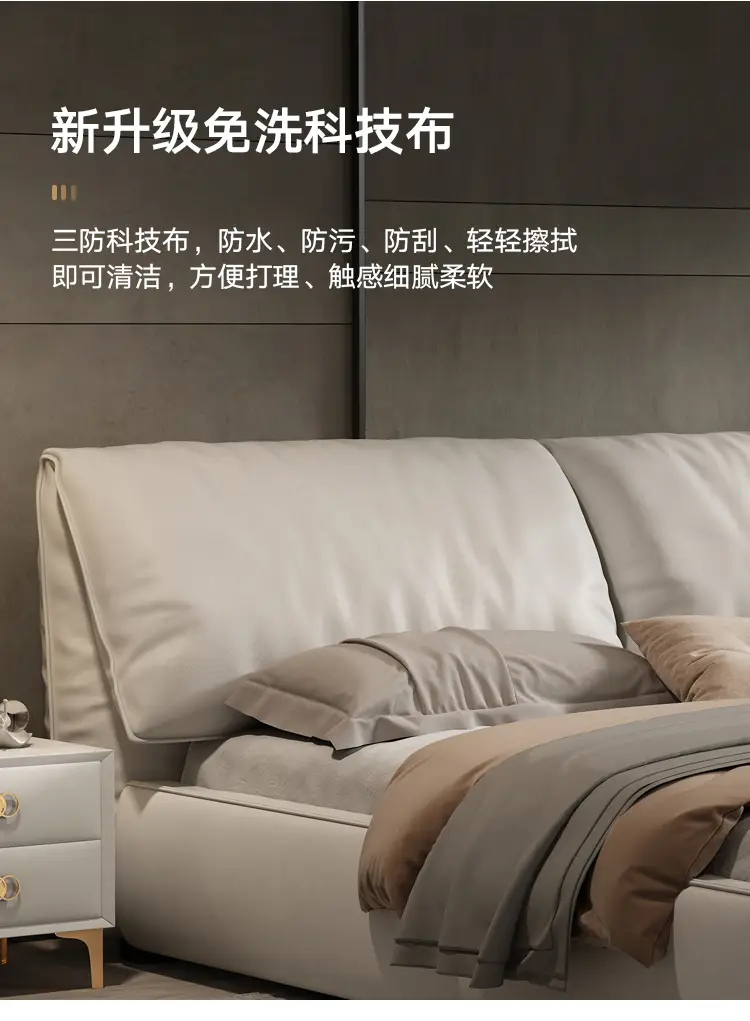 新升级免洗科技布
三防科技布，防水、防污、防刮、轻轻擦拭
即可清洁，方便打理、触感细腻柔软